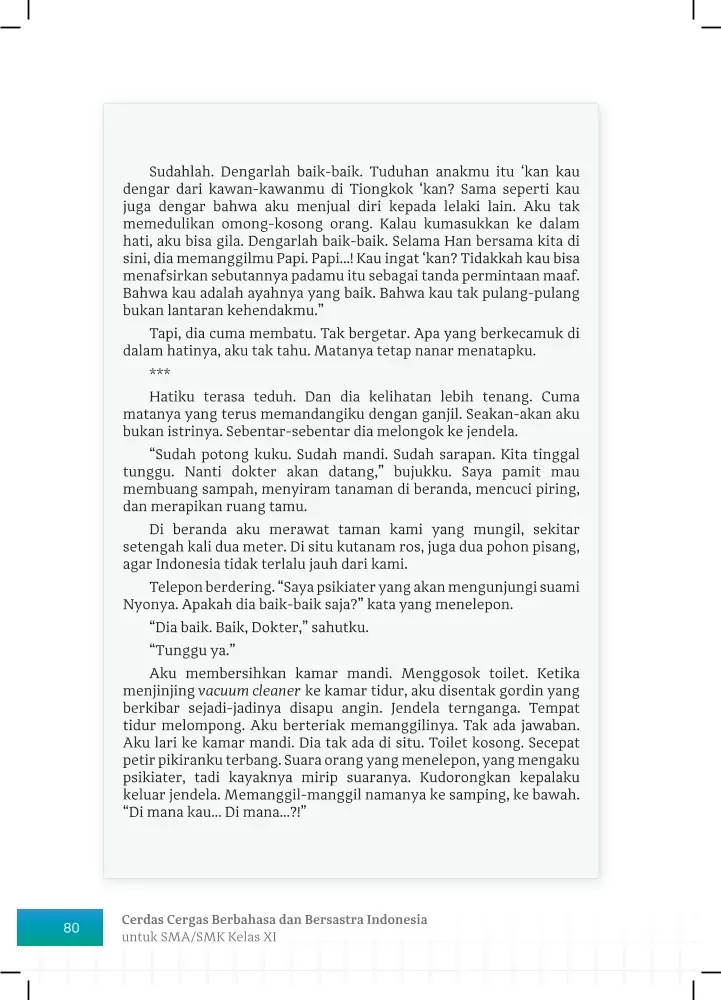 Sudahlah. Dengarlah baik-baik. Tuduhan anakmu itu ‘kan kau
dengar dari kawan-kawanmu di Tiongkok ‘kan? Sama seperti kau
juga dengar bahwa aku menjual diri kepada lelaki lain. Aku tak
memedulikan omong-kosong orang. Kalau kumasukkan ke dalam
hati, aku bisa gila. Dengarlah baik-baik. Selama Han bersama kita di
sini, dia memanggilmu Papi. Papi...! Kau ingat ‘kan? Tidakkah kau bisa
menafsirkan sebutannya padamu itu sebagai tanda permintaan maaf.
Bahwa kau adalah ayahnya yang baik. Bahwa kau tak pulang-pulang
bukan lantaran kehendakmu.”
Tapi, dia cuma membatu. Tak bergetar. Apa yang berkecamuk di
dalam hatinya, aku tak tahu. Matanya tetap nanar menatapku.
***
Hatiku terasa teduh. Dan dia kelihatan lebih tenang. Cuma
matanya yang terus memandangiku dengan ganjil. Seakan-akan aku
bukan istrinya. Sebentar-sebentar dia melongok ke jendela.
“Sudah potong kuku. Sudah mandi. Sudah sarapan. Kita tinggal
tunggu. Nanti dokter akan datang,” bujukku. Saya pamit mau
membuang sampah, menyiram tanaman di beranda, mencuci piring,
dan merapikan ruang tamu.
Di beranda aku merawat taman kami yang mungil, sekitar
setengah kali dua meter. Di situ kutanam ros, juga dua pohon pisang,
agar Indonesia tidak terlalu jauh dari kami.
Telepon berdering. “Saya psikiater yang akan mengunjungi suami
Nyonya. Apakah dia baik-baik saja?” kata yang menelepon.
“Dia baik. Baik, Dokter,” sahutku.
“Tunggu ya.”
Aku membersihkan kamar mandi. Menggosok toilet. Ketika
menjinjing vacuum cleaner ke kamar tidur, aku disentak gordin yang
berkibar sejadi-jadinya disapu angin. Jendela ternganga. Tempat
tidur melompong. Aku berteriak memanggilinya. Tak ada jawaban.
Aku lari ke kamar mandi. Dia tak ada di situ. Toilet kosong. Secepat
petir pikiranku terbang. Suara orang yang menelepon, yang mengaku
psikiater, tadi kayaknya mirip suaranya. Kudorongkan kepalaku
keluar jendela. Memanggil-manggil namanya ke samping, ke bawah.
“Di mana kau... Di mana...?!”
80
Cerdas Cergas Berbahasa dan Bersastra Indonesia
untuk SMA/SMK Kelas XI